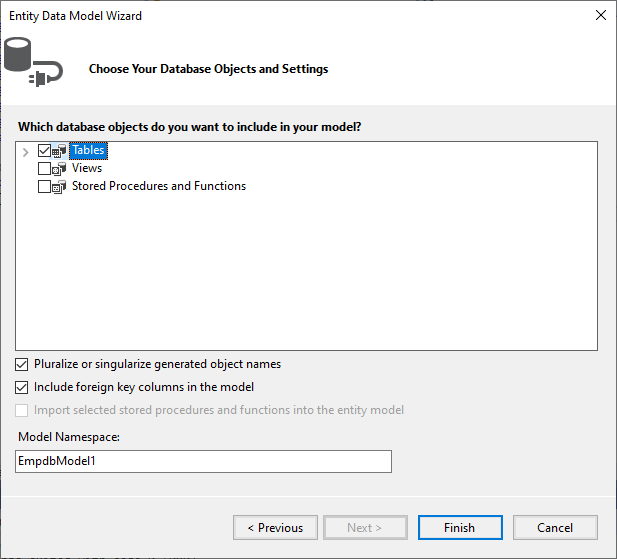 Entity Data Model Wizard
Choose Your Database Objects and Settings
Which database objects do you want to include in your model?
Tables
Views
Stored Procedures and Functions
Pluralize or singularize generated object names
Include foreign key columns in the model
Import selected stored procedures and functions into the entity model
Model Namespace:
EmpdbModel1
< Previous
Next >
Finish
Cancel